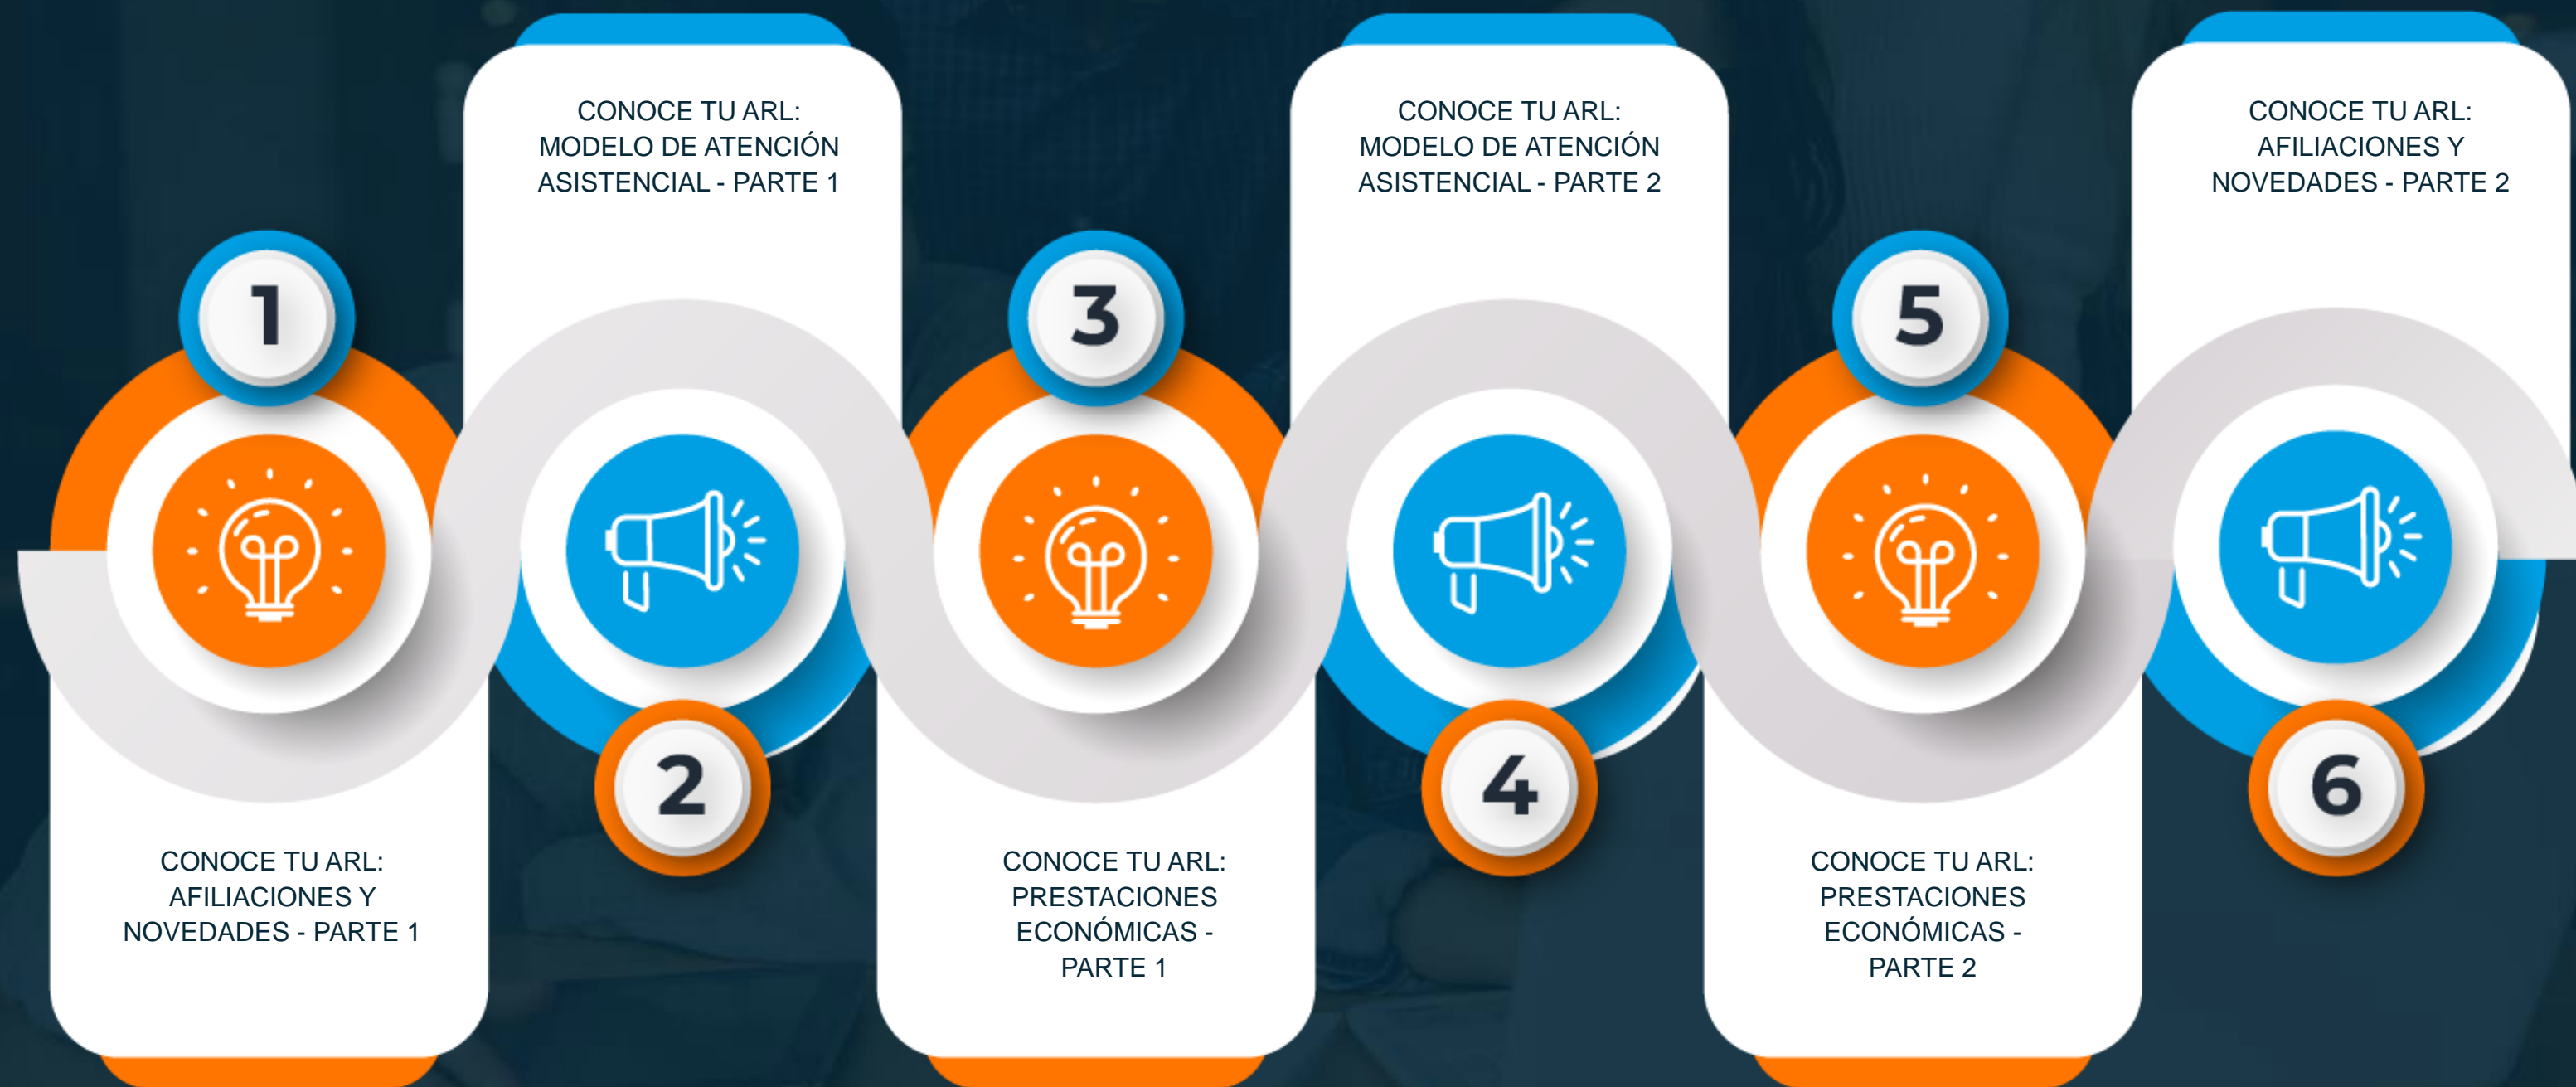 1
CONOCE TU ARL:
AFILIACIONES Y
NOVEDADES - PARTE 1
CONOCE TU ARL:
MODELO DE ATENCIÓN
ASISTENCIAL - PARTE 1
2
3
CONOCE TU ARL:
PRESTACIONES
ECONÓMICAS -
PARTE 1
CONOCE TU ARL:
MODELO DE ATENCIÓN
ASISTENCIAL - PARTE 2
4
5
CONOCE TU ARL:
PRESTACIONES
ECONÓMICAS -
PARTE 2
CONOCE TU ARL:
AFILIACIONES Y
NOVEDADES - PARTE 2
6